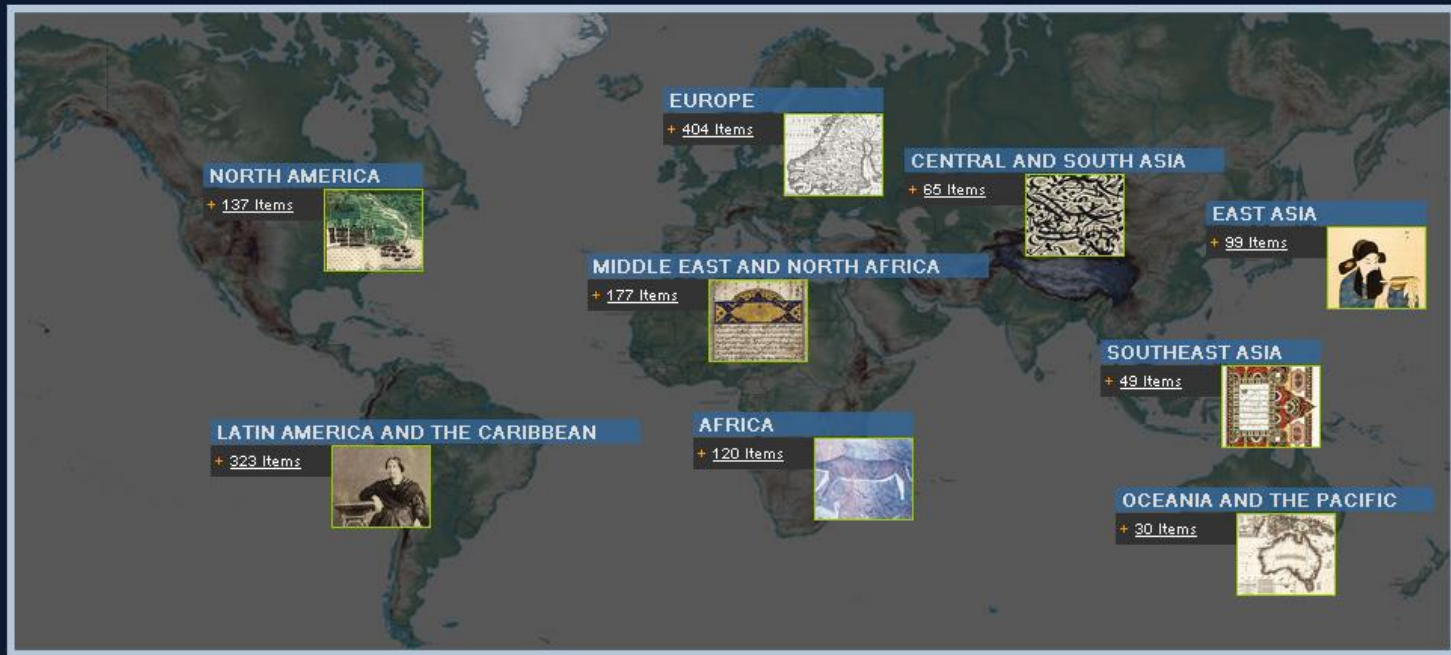 EUROPE
+ 404 Items
CENTRAL AND SOUTH ASIA
+ 65 Items
NORTH AMERICA
+ 137 Items
EAST ASIA
+ 99 Items
MIDDLE EAST AND NORTH AFRICA
+ 177 Items
SOUTHEAST ASIA
+ 49 Items
LATIN AMERICA AND THE CARIBBEAN
+ 323 Items
AFRICA
+ 120 Items
OCEANIA AND THE PACIFIC
+ 30 Items